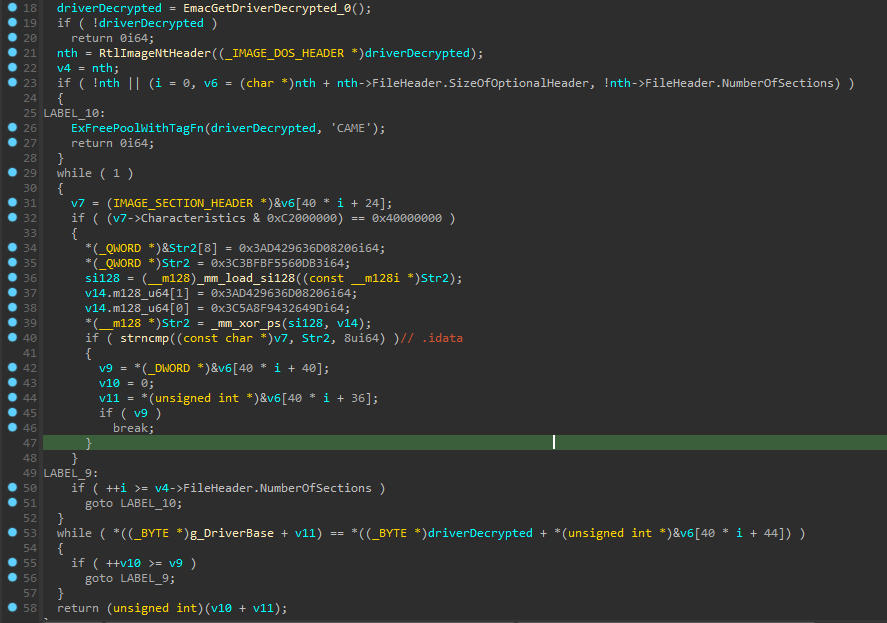 18 driverDecrypted = EmacGetDriverDecrypted_0();
19 if ( !driverDecrypted )
20 return 0i64;
21 nth = RtlImageNtHeader((_IMAGE_DOS_HEADER *)driverDecrypted);
22 v4 = nth;
23 if ( !nth || (i = 0, v6 = (char *)nth + nth->FileHeader.SizeOfOptionalHeader, !nth->FileHeader.NumberOfSections) )
24 {
25 LABEL_10:
26 ExFreePoolWithTagFn(driverDecrypted, 'CAME');
27 return 0i64;
28 }
29 while ( 1 )
30 {
31 v7 = (IMAGE_SECTION_HEADER *)&v6[40 * i + 24];
32 if ( (v7->Characteristics & 0xC2000000) == 0x40000000 )
33 {
34 *(_QWORD *)&Str2[8] = 0x3AD429636D08206i64;
35 *(_QWORD *)Str2 = 0x3C3BFBF5560DB3i64;
36 si128 = (__m128)_mm_load_si128((const __m128i *)Str2);
37 v14.m128_u64[1] = 0x3AD429636D08206i64;
38 v14.m128_u64[0] = 0x3C5A8F9432649Di64;
39 *(__m128 *)Str2 = _mm_xor_ps(si128, v14);
40 if ( strncmp((const char *)v7, Str2, 8ui64) )// .idata
41 {
42 v9 = *(_DWORD *)&v6[40 * i + 40];
43 v10 = 0;
44 v11 = *(unsigned int *)&v6[40 * i + 36];
45 if ( v9 )
46 break;
47 }
48 }
49 LABEL_9:
50 if ( ++i >= v4->FileHeader.NumberOfSections )
51 goto LABEL_10;
52 }
53 while ( *((_BYTE *)g_DriverBase + v11) == *((_BYTE *)driverDecrypted + *(unsigned int *)&v6[40 * i + 44]) )
54 {
55 if ( ++v10 >= v9 )
56 goto LABEL_9;
57 }
58 return (unsigned int)(v10 + v11);